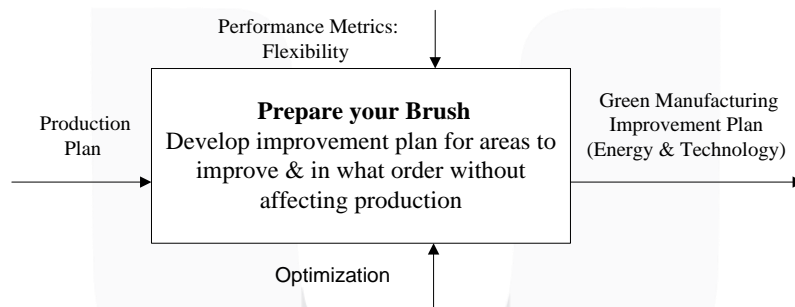 Performance Metrics:
Flexibility
Prepare your Brush
Develop improvement plan for areas to
improve & in what order without
affecting production
Production
Plan
Green Manufacturing
Improvement Plan
(Energy & Technology)
Optimization